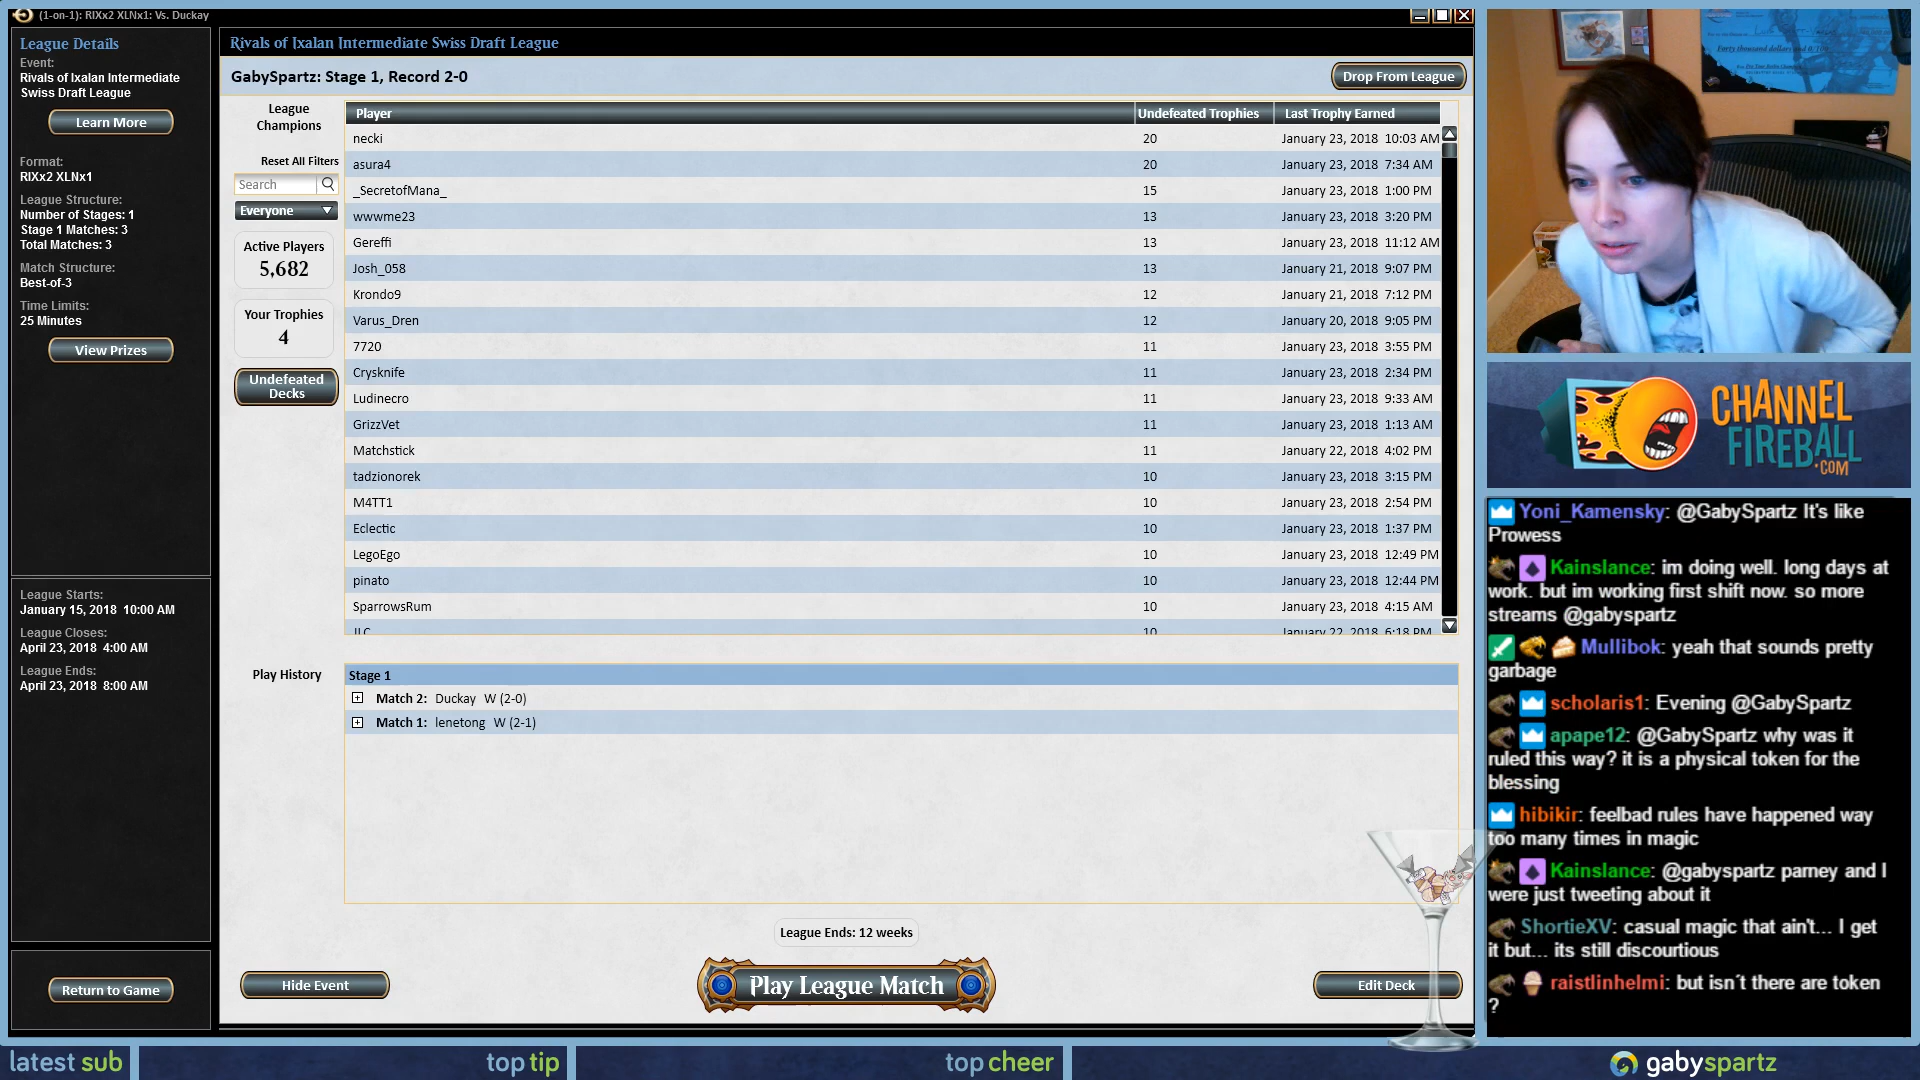 (1-on-1): RIXx2 XLNx1: Vs. Duckay
League Details
Event:
Rivals of Ixalan Intermediate
Swiss Draft League
Learn More
Format:
RIXx2 XLNx1
League Structure:
Number of Stages: 1
Stage 1 Matches: 3
Total Matches: 3
Match Structure:
Best-of-3
Time Limits:
25 Minutes
View Prizes
League Starts:
January 15, 2018 10:00 AM
League Closes:
April 23, 2018 4:00 AM
League Ends:
April 23, 2018 8:00 AM
Return to Game
Rivals of Ixalan Intermediate Swiss Draft League
GabySpartz: Stage 1, Record 2-0
Drop From League
League
Champions
Reset All Filters
Search
Everyone
Active Players
5,682
Your Trophies
4
Undefeated
Decks
Player Undefeated Trophies Last Trophy Earned
necki 20 January 23, 2018 10:03 AM
asura4 20 January 23, 2018 7:34 AM
_SecretofMana_ 15 January 23, 2018 1:00 PM
wwwme23 13 January 23, 2018 3:20 PM
Gereffi 13 January 23, 2018 11:12 AM
Josh_058 13 January 21, 2018 9:07 PM
Krondo9 12 January 21, 2018 7:12 PM
Varus_Dren 12 January 20, 2018 9:05 PM
7720 11 January 23, 2018 3:55 PM
Crysknife 11 January 23, 2018 2:34 PM
Ludinecro 11 January 23, 2018 9:33 AM
GrizzVet 11 January 23, 2018 1:13 AM
Matchstick 11 January 22, 2018 4:02 PM
tadzionorek 10 January 23, 2018 3:15 PM
M4TT1 10 January 23, 2018 2:54 PM
Eclectic 10 January 23, 2018 1:37 PM
LegoEgo 10 January 23, 2018 12:49 PM
pinato 10 January 23, 2018 12:44 PM
SparrowsRum 10 January 23, 2018 4:15 AM
10 January 22, 2018 6:18 PM
Play History
Stage 1
Match 2: Duckay W (2-0)
Match 1: lenetong W (2-1)
League Ends: 12 weeks
Hide Event
Play League Match
Edit Deck
Forty thousand dollars and 0/100
CHANNEL
FIREBALL
.COM
Yoni_Kamensky: @GabySpartz It's like
Prowess
Kainslance: im doing well. long days at
work. but im working first shift now. so more
streams @gabyspartz
Mullibok: yeah that sounds pretty
garbage
scholaris1: Evening @GabySpartz
apape12: @GabySpartz why was it
ruled this way? it is a physical token for the
blessing
hibikir: feelbad rules have happened way
too many times in magic
Kainslance: @gabyspartz parney and I
were just tweeting about it
ShortieXV: casual magic that ain't... I get
it but... its still discourtious
raistlinhelmi: but isn´t there are token
?
latest sub
top tip
top cheer
gabyspartz